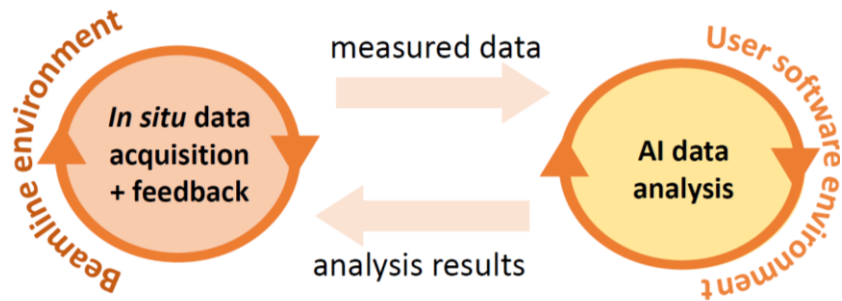 Beamline environment
In situ data
acquisition
+ feedback
measured data
analysis results
AI data
analysis
User software environment